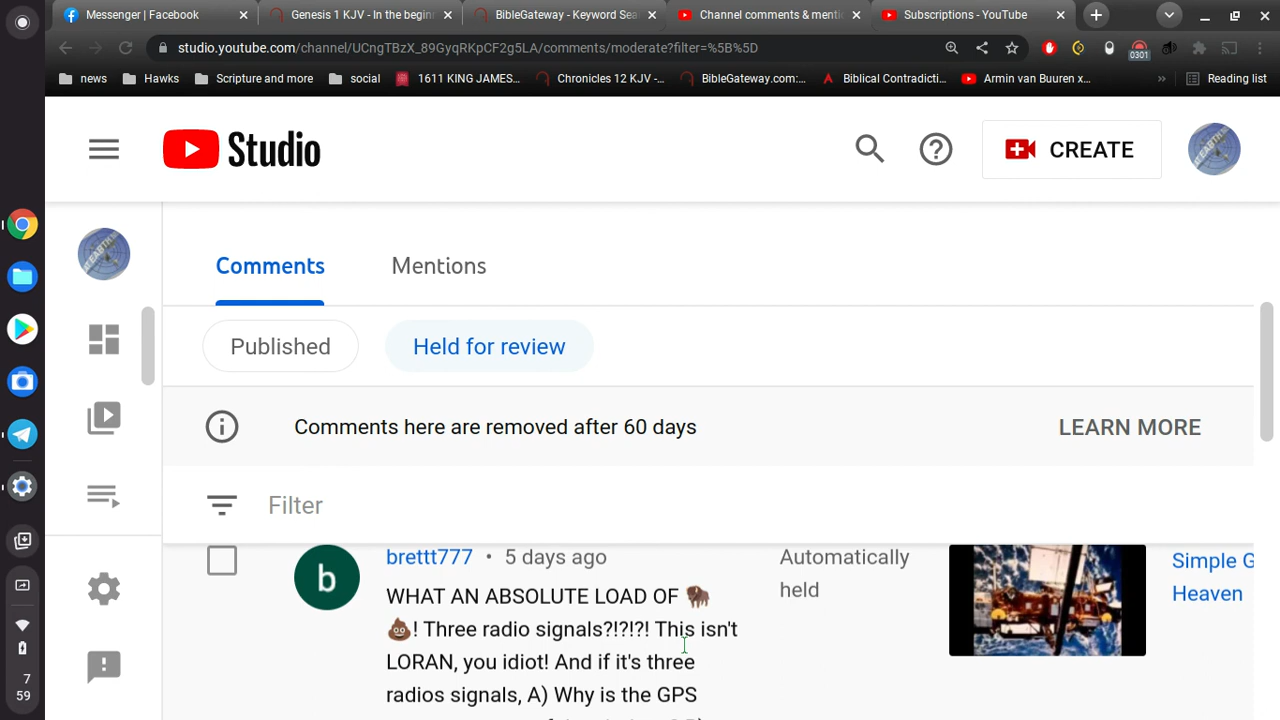 Messenger | Facebook
Genesis 1 KJV - In the beginn
BibleGateway - Keyword Sea
Channel comments & menti
Subscriptions - YouTube
studio.youtube.com/channel/UCngTBzX_89GyqRKpCF2g5LA/comments/moderate?filter=%5B%5D
0301
news
Hawks
Scripture and more
social
1611 KING JAMES...
Chronicles 12 KJV -...
BibleGateway.com:...
Biblical Contradicti...
Armin van Buuren x...
»
Reading list
Studio
CREATE
Comments
Mentions
Published
Held for review
Comments here are removed after 60 days
LEARN MORE
Filter
b
brettt777 • 5 days ago
WHAT AN ABSOLUTE LOAD OF 🦬
💩! Three radio signals?!?!?! This isn't
LORAN, you idiot! And if it's three
radios signals, A) Why is the GPS
Automatically
held
Simple G
Heaven
7
59